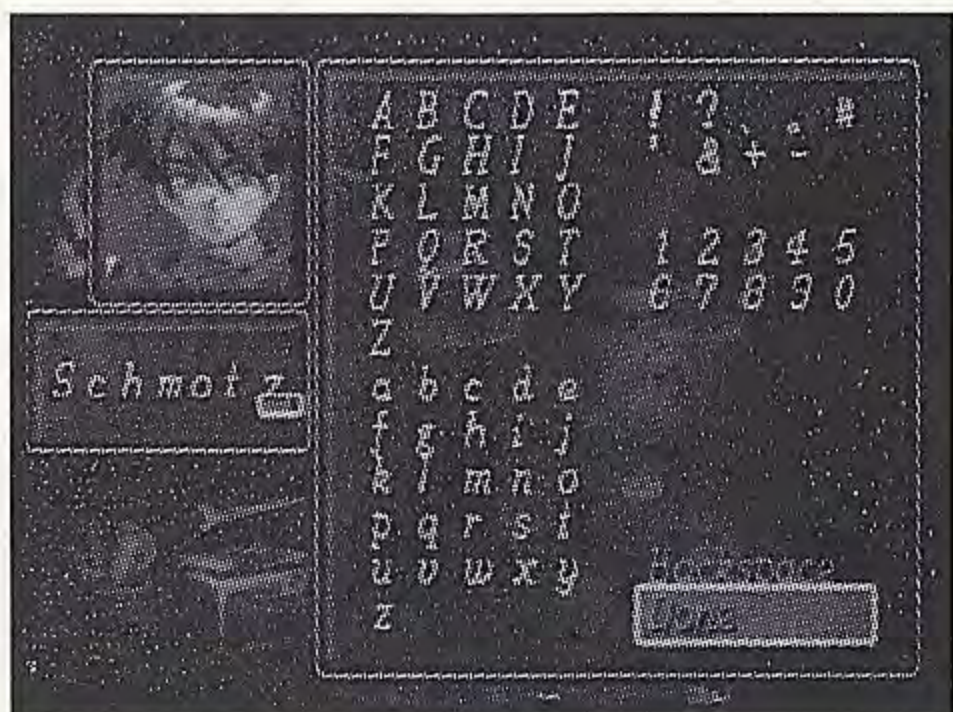 A B C D E ! ? . , #
F G H I J ' & + -
K L M N O
P Q R S T 1 2 3 4 5
U V W X Y 6 7 8 9 0
Z
Schmotz
a b c d e
f g h i j
k l m n o
p q r s t
u v w x y
z
Backspace
Done